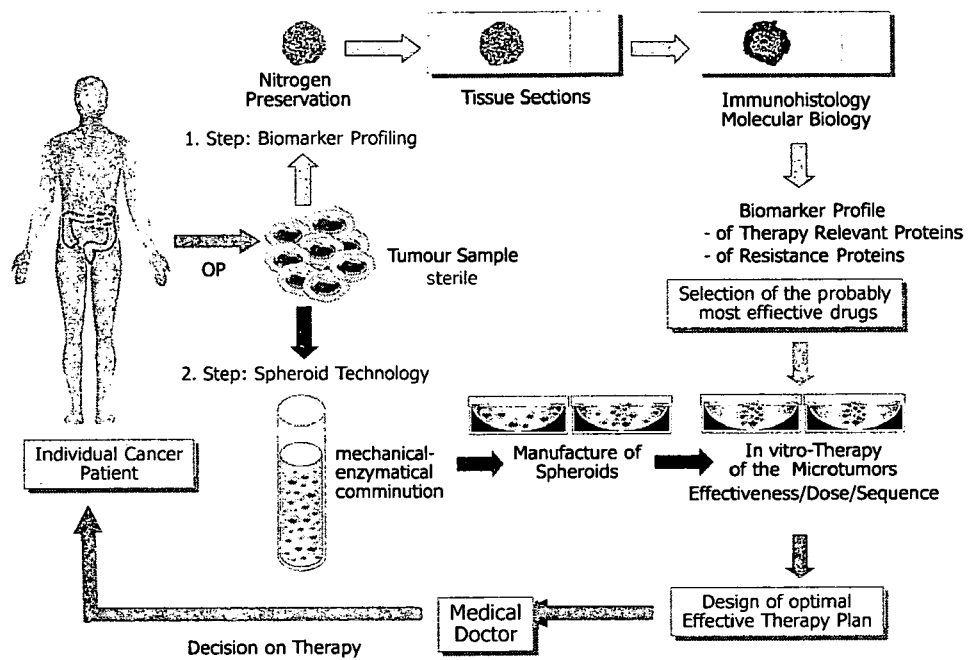 Nitrogen
Preservation
Tissue Sections
Immunohistology
Molecular Biology
1. Step: Biomarker Profiling
Biomarker Profile
- of Therapy Relevant Proteins
- of Resistance Proteins
OP
Tumour Sample
sterile
Selection of the probably
most effiective drugs
2. Step: Spheroid Technology
Individual Cancer
Patient
mechanical-
enzymatical
comminution
Manufacture of
Spheroids
In vitro-Therapy
of the Microtumors
Effectiveness/Dose/Sequence
Design of optimal
Effective Therapy Plan
Medical
Doctor
Decision on Therapy